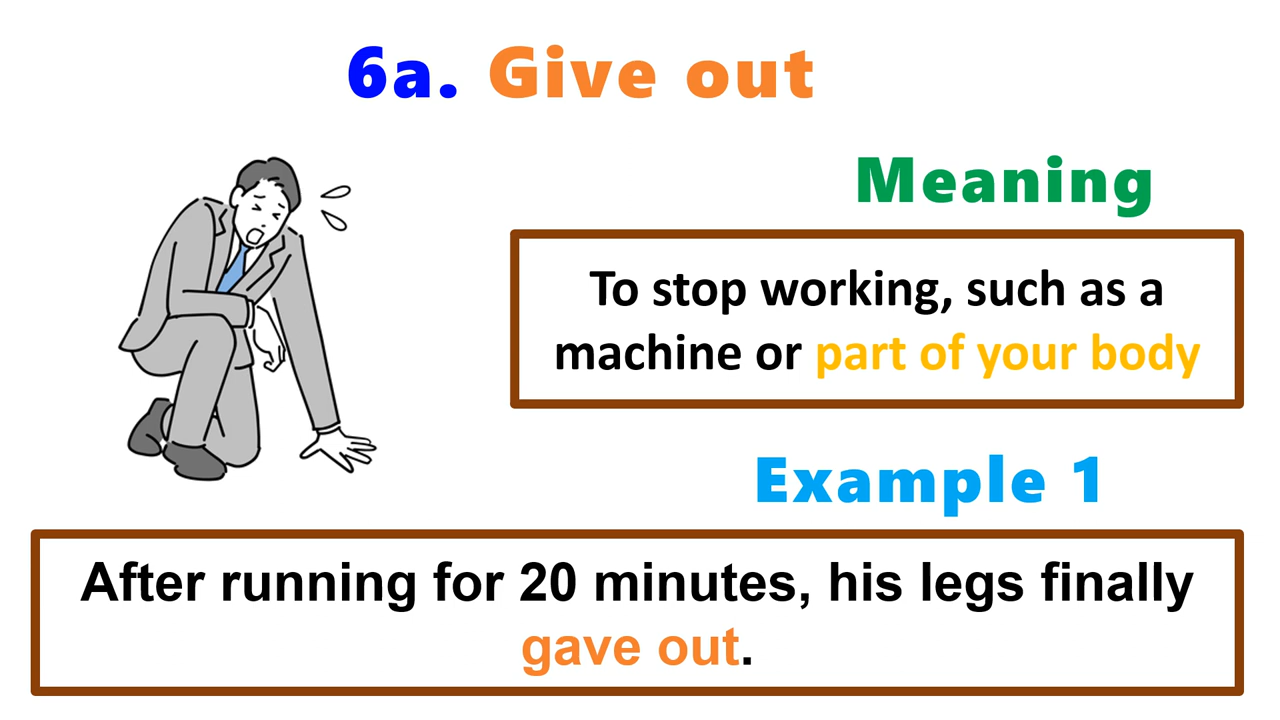 6a. Give out
Meaning
To stop working, such as a
machine or part of your body
Example 1
After running for 20 minutes, his legs finally
gave out.